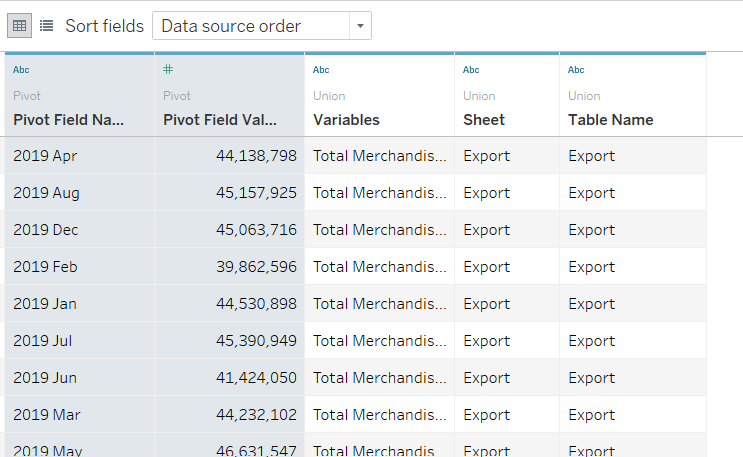 Sort fields Data source order
Abc # Abc Abc Abc
Pivot Pivot Union Union Union
Pivot Field Na... Pivot Field Val... Variables Sheet Table Name
2019 Apr 44,138,798 Total Merchandis... Export Export
2019 Aug 45,157,925 Total Merchandis... Export Export
2019 Dec 45,063,716 Total Merchandis... Export Export
2019 Feb 39,862,596 Total Merchandis... Export Export
2019 Jan 44,530,898 Total Merchandis... Export Export
2019 Jul 45,390,949 Total Merchandis... Export Export
2019 Jun 41,424,050 Total Merchandis... Export Export
2019 Mar 44,232,102 Total Merchandis... Export Export
2019 May 46,631,547 Total Merchandis... Export Export